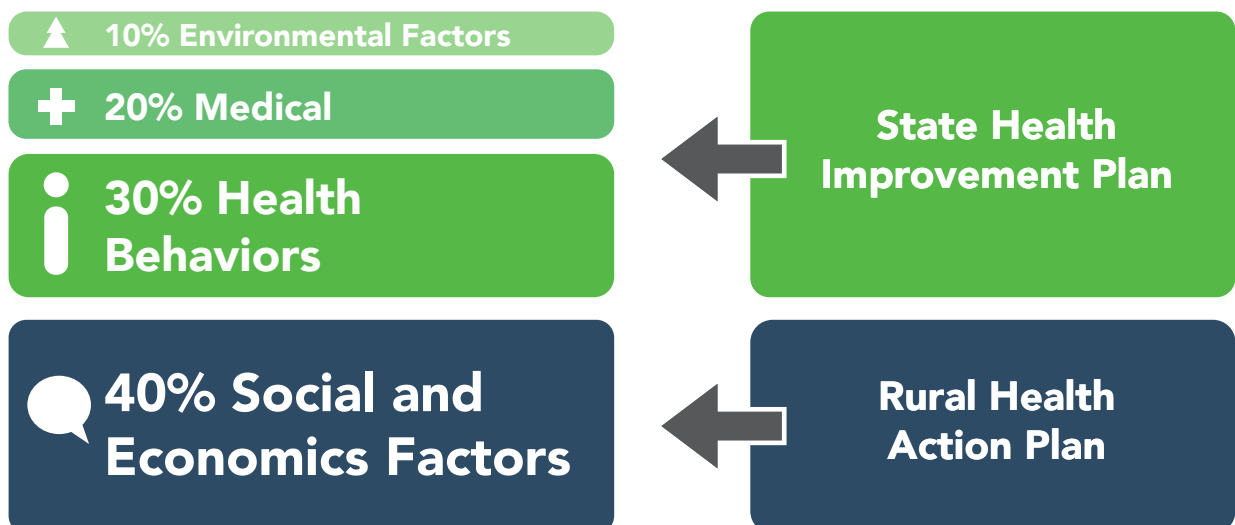 10% Environmental Factors
20% Medical
30% Health
Behaviors
40% Social and
Economics Factors
State Health
Improvement Plan
Rural Health
Action Plan